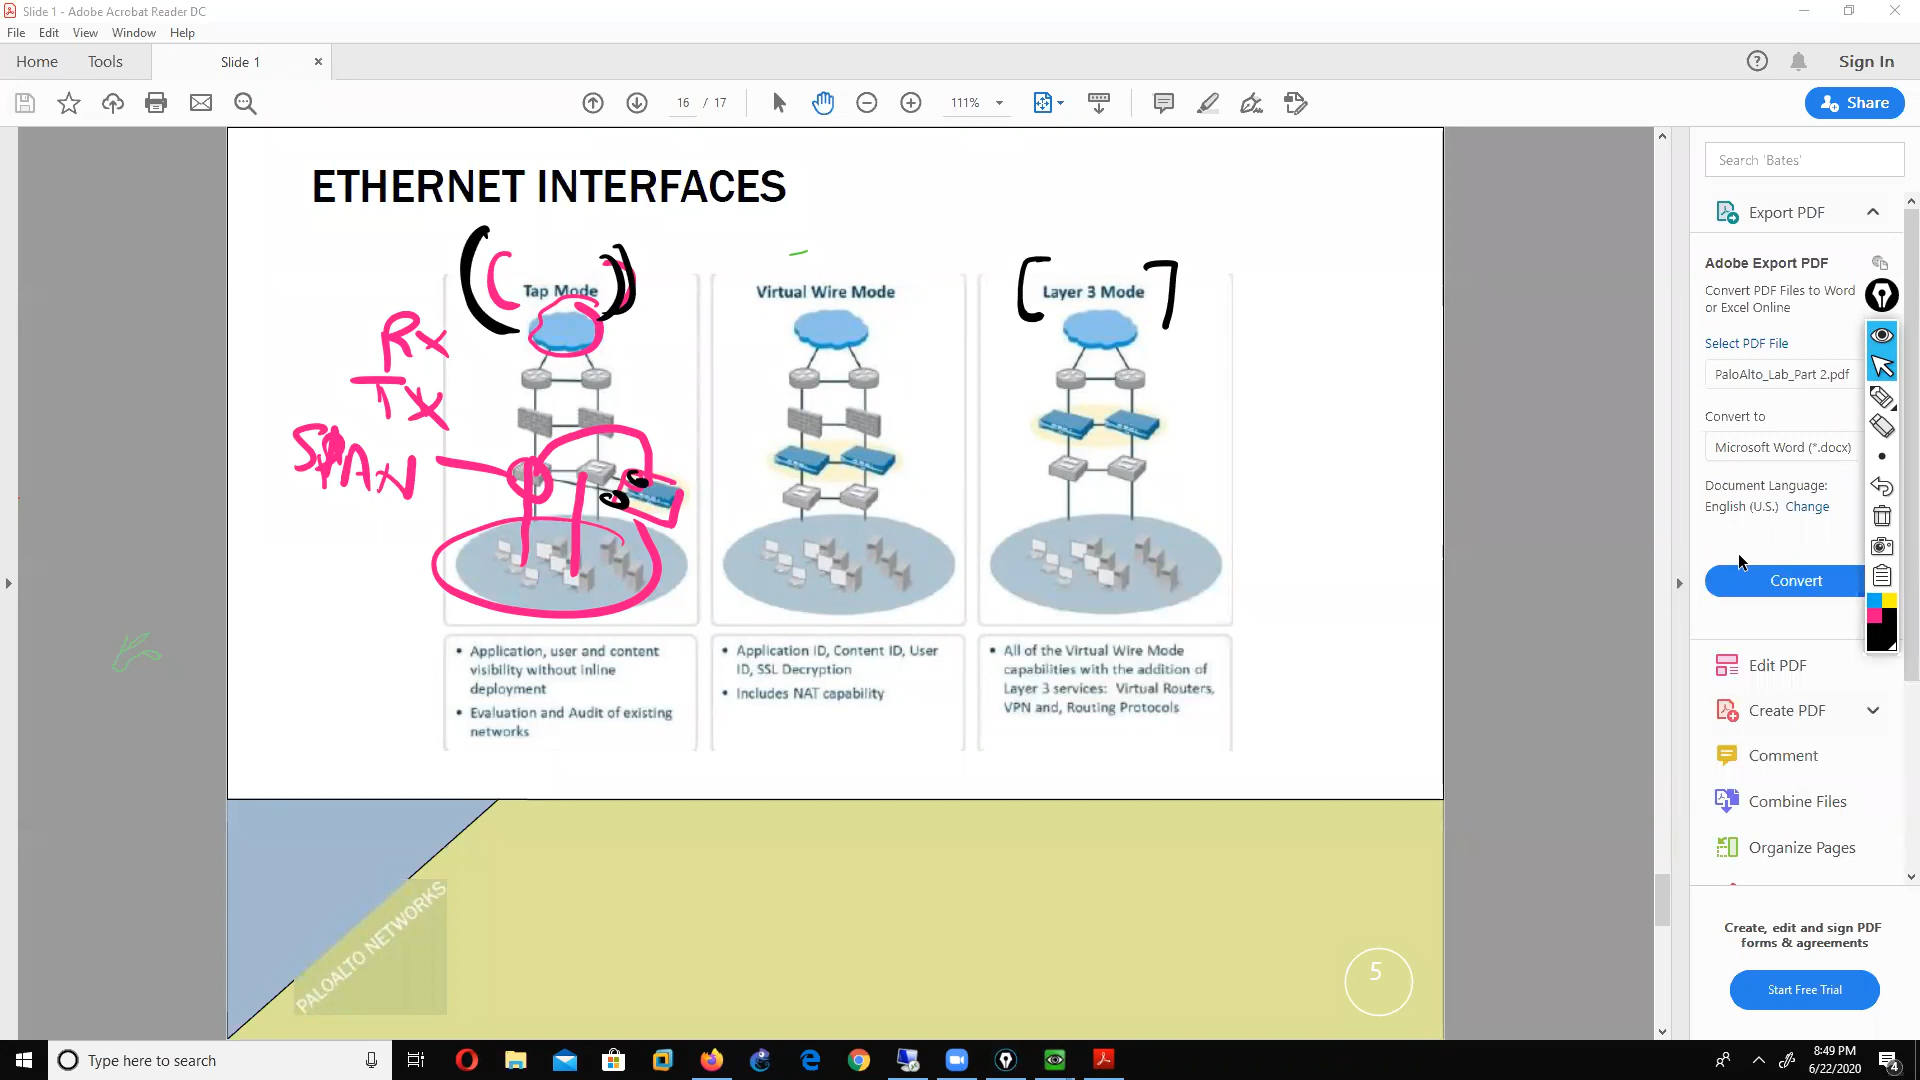 Slide 1 - Adobe Acrobat Reader DC
File Edit View Window Help
Home Tools Slide 1 Sign In
16 / 17 111% Share
ETHERNET INTERFACES
Tap Mode
Virtual Wire Mode
Layer 3 Mode
Rx
Tx
SPAN
• Application, user and content
visibility without inline
deployment
• Evaluation and Audit of existing
networks
• Application ID, Content ID, User
ID, SSL Decryption
• Includes NAT capability
• All of the Virtual Wire Mode
capabilities with the addition of
Layer 3 services: Virtual Routers,
VPN and, Routing Protocols
PALOALTO NETWORKS
5
Search 'Bates'
Export PDF
Adobe Export PDF
Convert PDF Files to Word
or Excel Online
Select PDF File
PaloAlto_Lab_Part 2.pdf
Convert to
Microsoft Word (*.docx)
Document Language:
English (U.S.) Change
Convert
Edit PDF
Create PDF
Comment
Combine Files
Organize Pages
Create, edit and sign PDF
forms & agreements
Start Free Trial
Type here to search
8:49 PM
6/22/2020
4